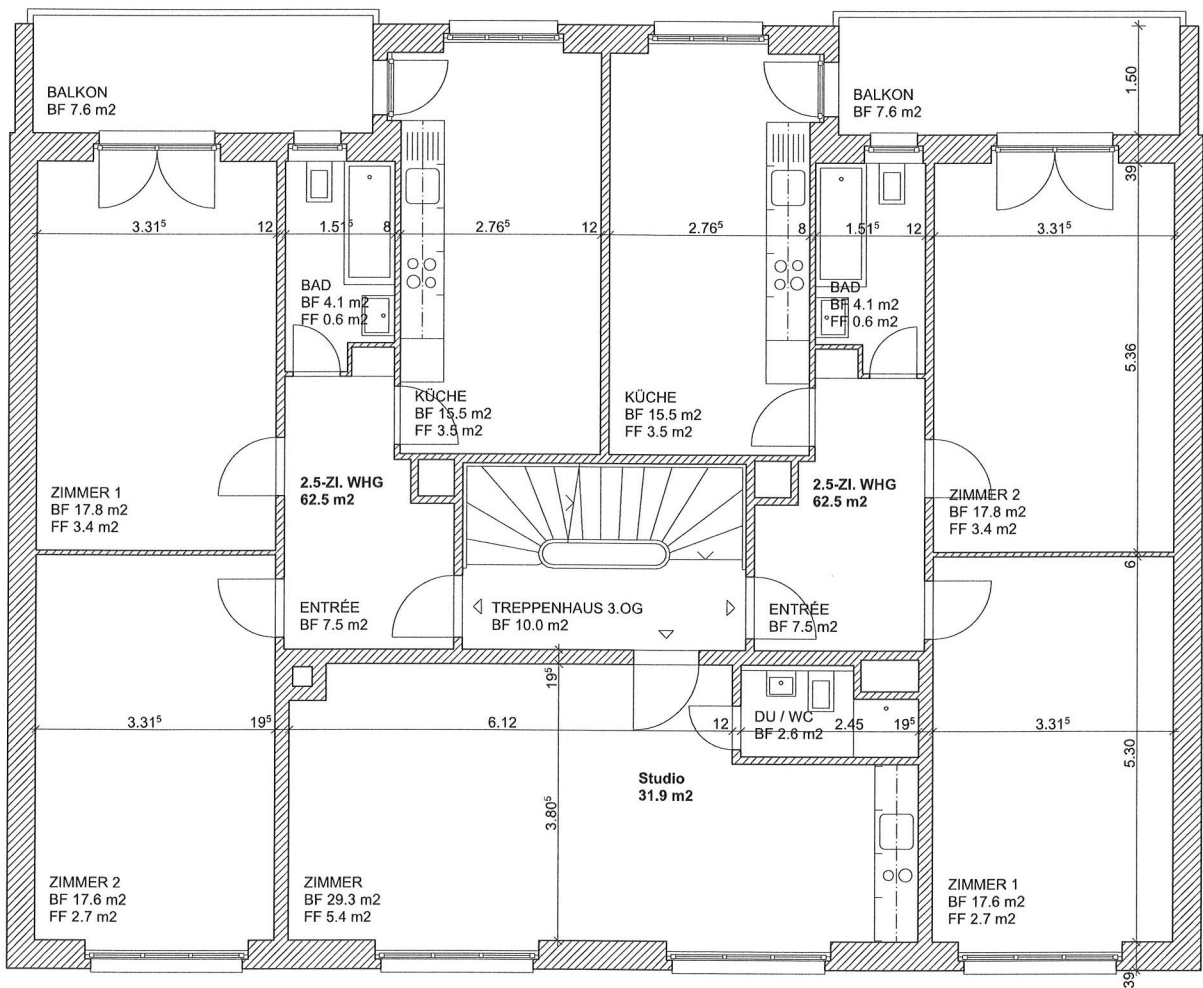 BALKON
BF 7.6 m2
BALKON
BF 7.6 m2
1.50
39
3.31⁵
12
1.51⁵
8
2.76⁵
12
2.76⁵
8
1.51⁵
12
3.31⁵
BAD
BF 4.1 m2
FF 0.6 m2
BAD
BF 4.1 m2
FF 0.6 m2
5.36
KÜCHE
BF 15.5 m2
FF 3.5 m2
KÜCHE
BF 15.5 m2
FF 3.5 m2
ZIMMER 1
BF 17.8 m2
FF 3.4 m2
2.5-ZI. WHG
62.5 m2
2.5-ZI. WHG
62.5 m2
ZIMMER 2
BF 17.8 m2
FF 3.4 m2
6
ENTRÉE
BF 7.5 m2
TREPPENHAUS 3.OG
BF 10.0 m2
ENTRÉE
BF 7.5 m2
19⁵
3.31⁵
19⁵
6.12
12
DU / WC
BF 2.6 m2
2.45
19⁵
3.31⁵
5.30
Studio
31.9 m2
3.80⁵
ZIMMER 2
BF 17.6 m2
FF 2.7 m2
ZIMMER
BF 29.3 m2
FF 5.4 m2
ZIMMER 1
BF 17.6 m2
FF 2.7 m2
39